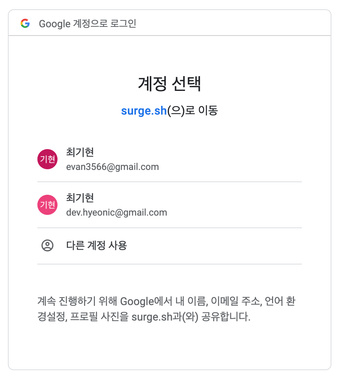 Google 계정으로 로그인
계정 선택
surge.sh(으)로 이동
기현
최기현
evan3566@gmail.com
기현
최기현
dev.hyeonic@gmail.com
다른 계정 사용
계속 진행하기 위해 Google에서 내 이름, 이메일 주소, 언어 환
경설정, 프로필 사진을 surge.sh과(와) 공유합니다.